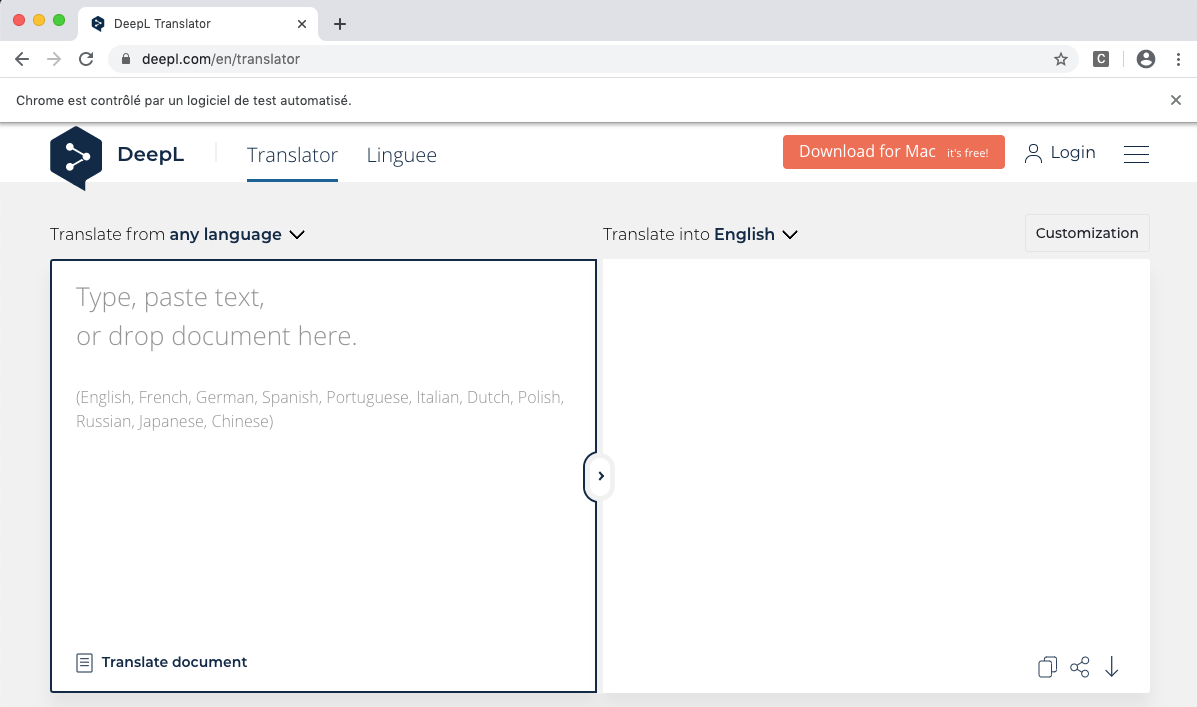 DeepL Translator
deepl.com/en/translator
C
Chrome est contrôlé par un logiciel de test automatisé.
DeepL
Translator
Linguee
Download for Mac it's free!
Login
Translate from any language
Translate into English
Customization
Type, paste text,
or drop document here.
(English, French, German, Spanish, Portuguese, Italian, Dutch, Polish,
Russian, Japanese, Chinese)
Translate document